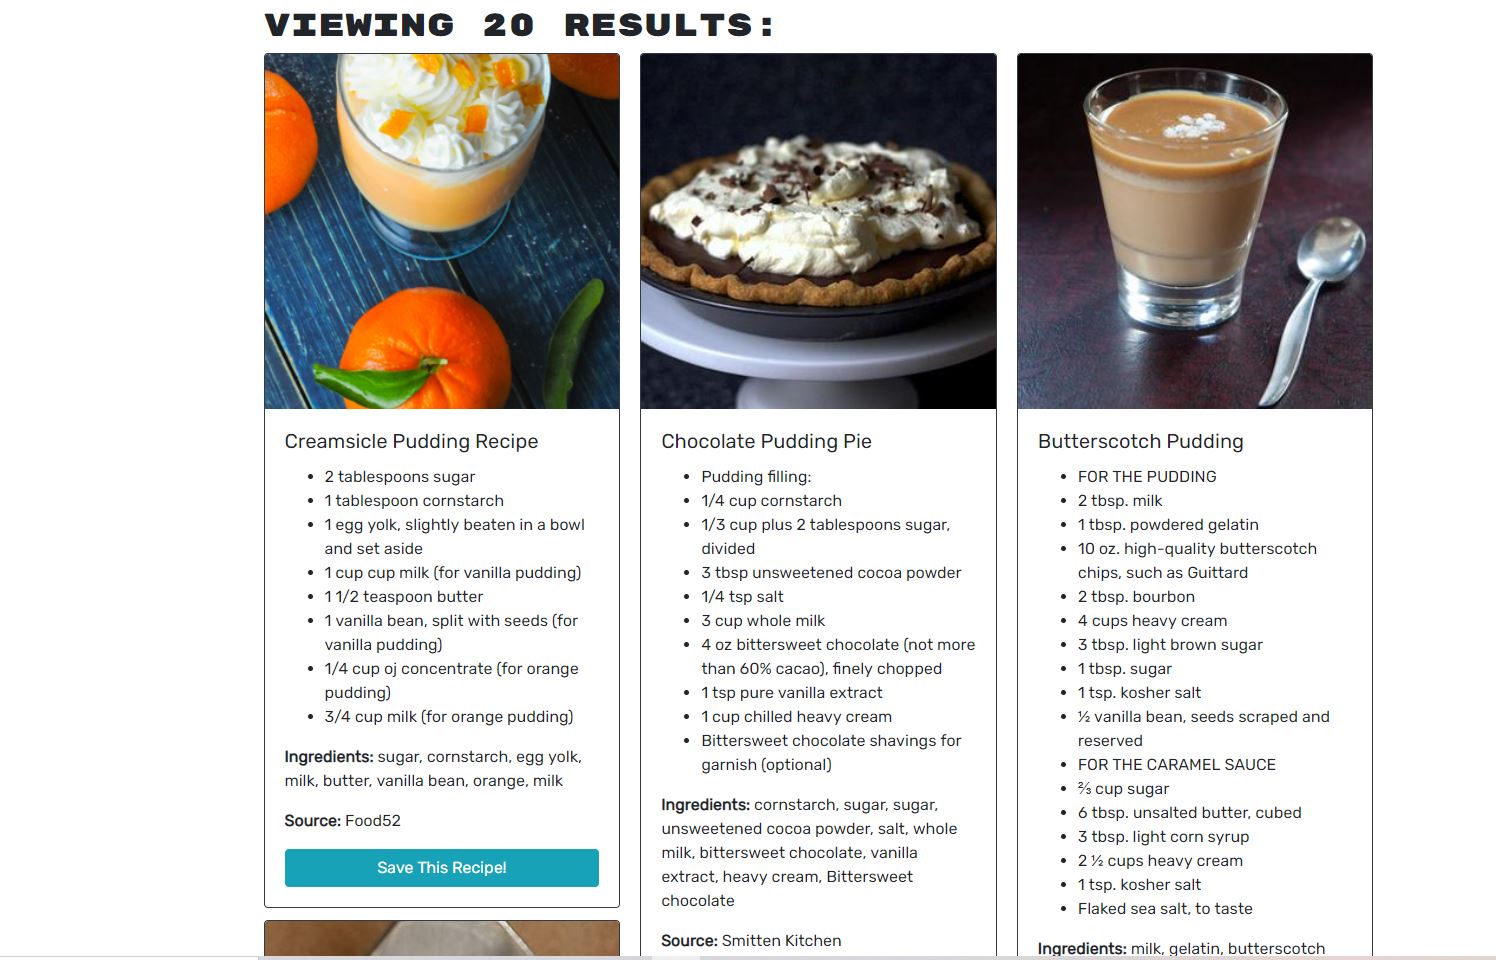 VIEWING 20 RESULTS:
Creamsicle Pudding Recipe
2 tablespoons sugar
1 tablespoon cornstarch
1 egg yolk, slightly beaten in a bowl
and set aside
1 cup cup milk (for vanilla pudding)
1 1/2 teaspoon butter
1 vanilla bean, split with seeds (for
vanilla pudding)
1/4 cup oj concentrate (for orange
pudding)
3/4 cup milk (for orange pudding)
Ingredients: sugar, cornstarch, egg yolk,
milk, butter, vanilla bean, orange, milk
Source: Food52
Save This Recipe!
Chocolate Pudding Pie
Pudding filling:
1/4 cup cornstarch
1/3 cup plus 2 tablespoons sugar,
divided
3 tbsp unsweetened cocoa powder
1/4 tsp salt
3 cup whole milk
4 oz bittersweet chocolate (not more
than 60% cacao), finely chopped
1 tsp pure vanilla extract
1 cup chilled heavy cream
Bittersweet chocolate shavings for
garnish (optional)
Ingredients: cornstarch, sugar, sugar,
unsweetened cocoa powder, salt, whole
milk, bittersweet chocolate, vanilla
extract, heavy cream, Bittersweet
chocolate
Source: Smitten Kitchen
Butterscotch Pudding
FOR THE PUDDING
2 tbsp. milk
1 tbsp. powdered gelatin
10 oz. high-quality butterscotch
chips, such as Guittard
2 tbsp. bourbon
4 cups heavy cream
3 tbsp. light brown sugar
1 tbsp. sugar
1 tsp. kosher salt
½ vanilla bean, seeds scraped and
reserved
FOR THE CARAMEL SAUCE
⅔ cup sugar
6 tbsp. unsalted butter, cubed
3 tbsp. light corn syrup
2 ½ cups heavy cream
1 tsp. kosher salt
Flaked sea salt, to taste
Ingredients: milk, gelatin, butterscotch